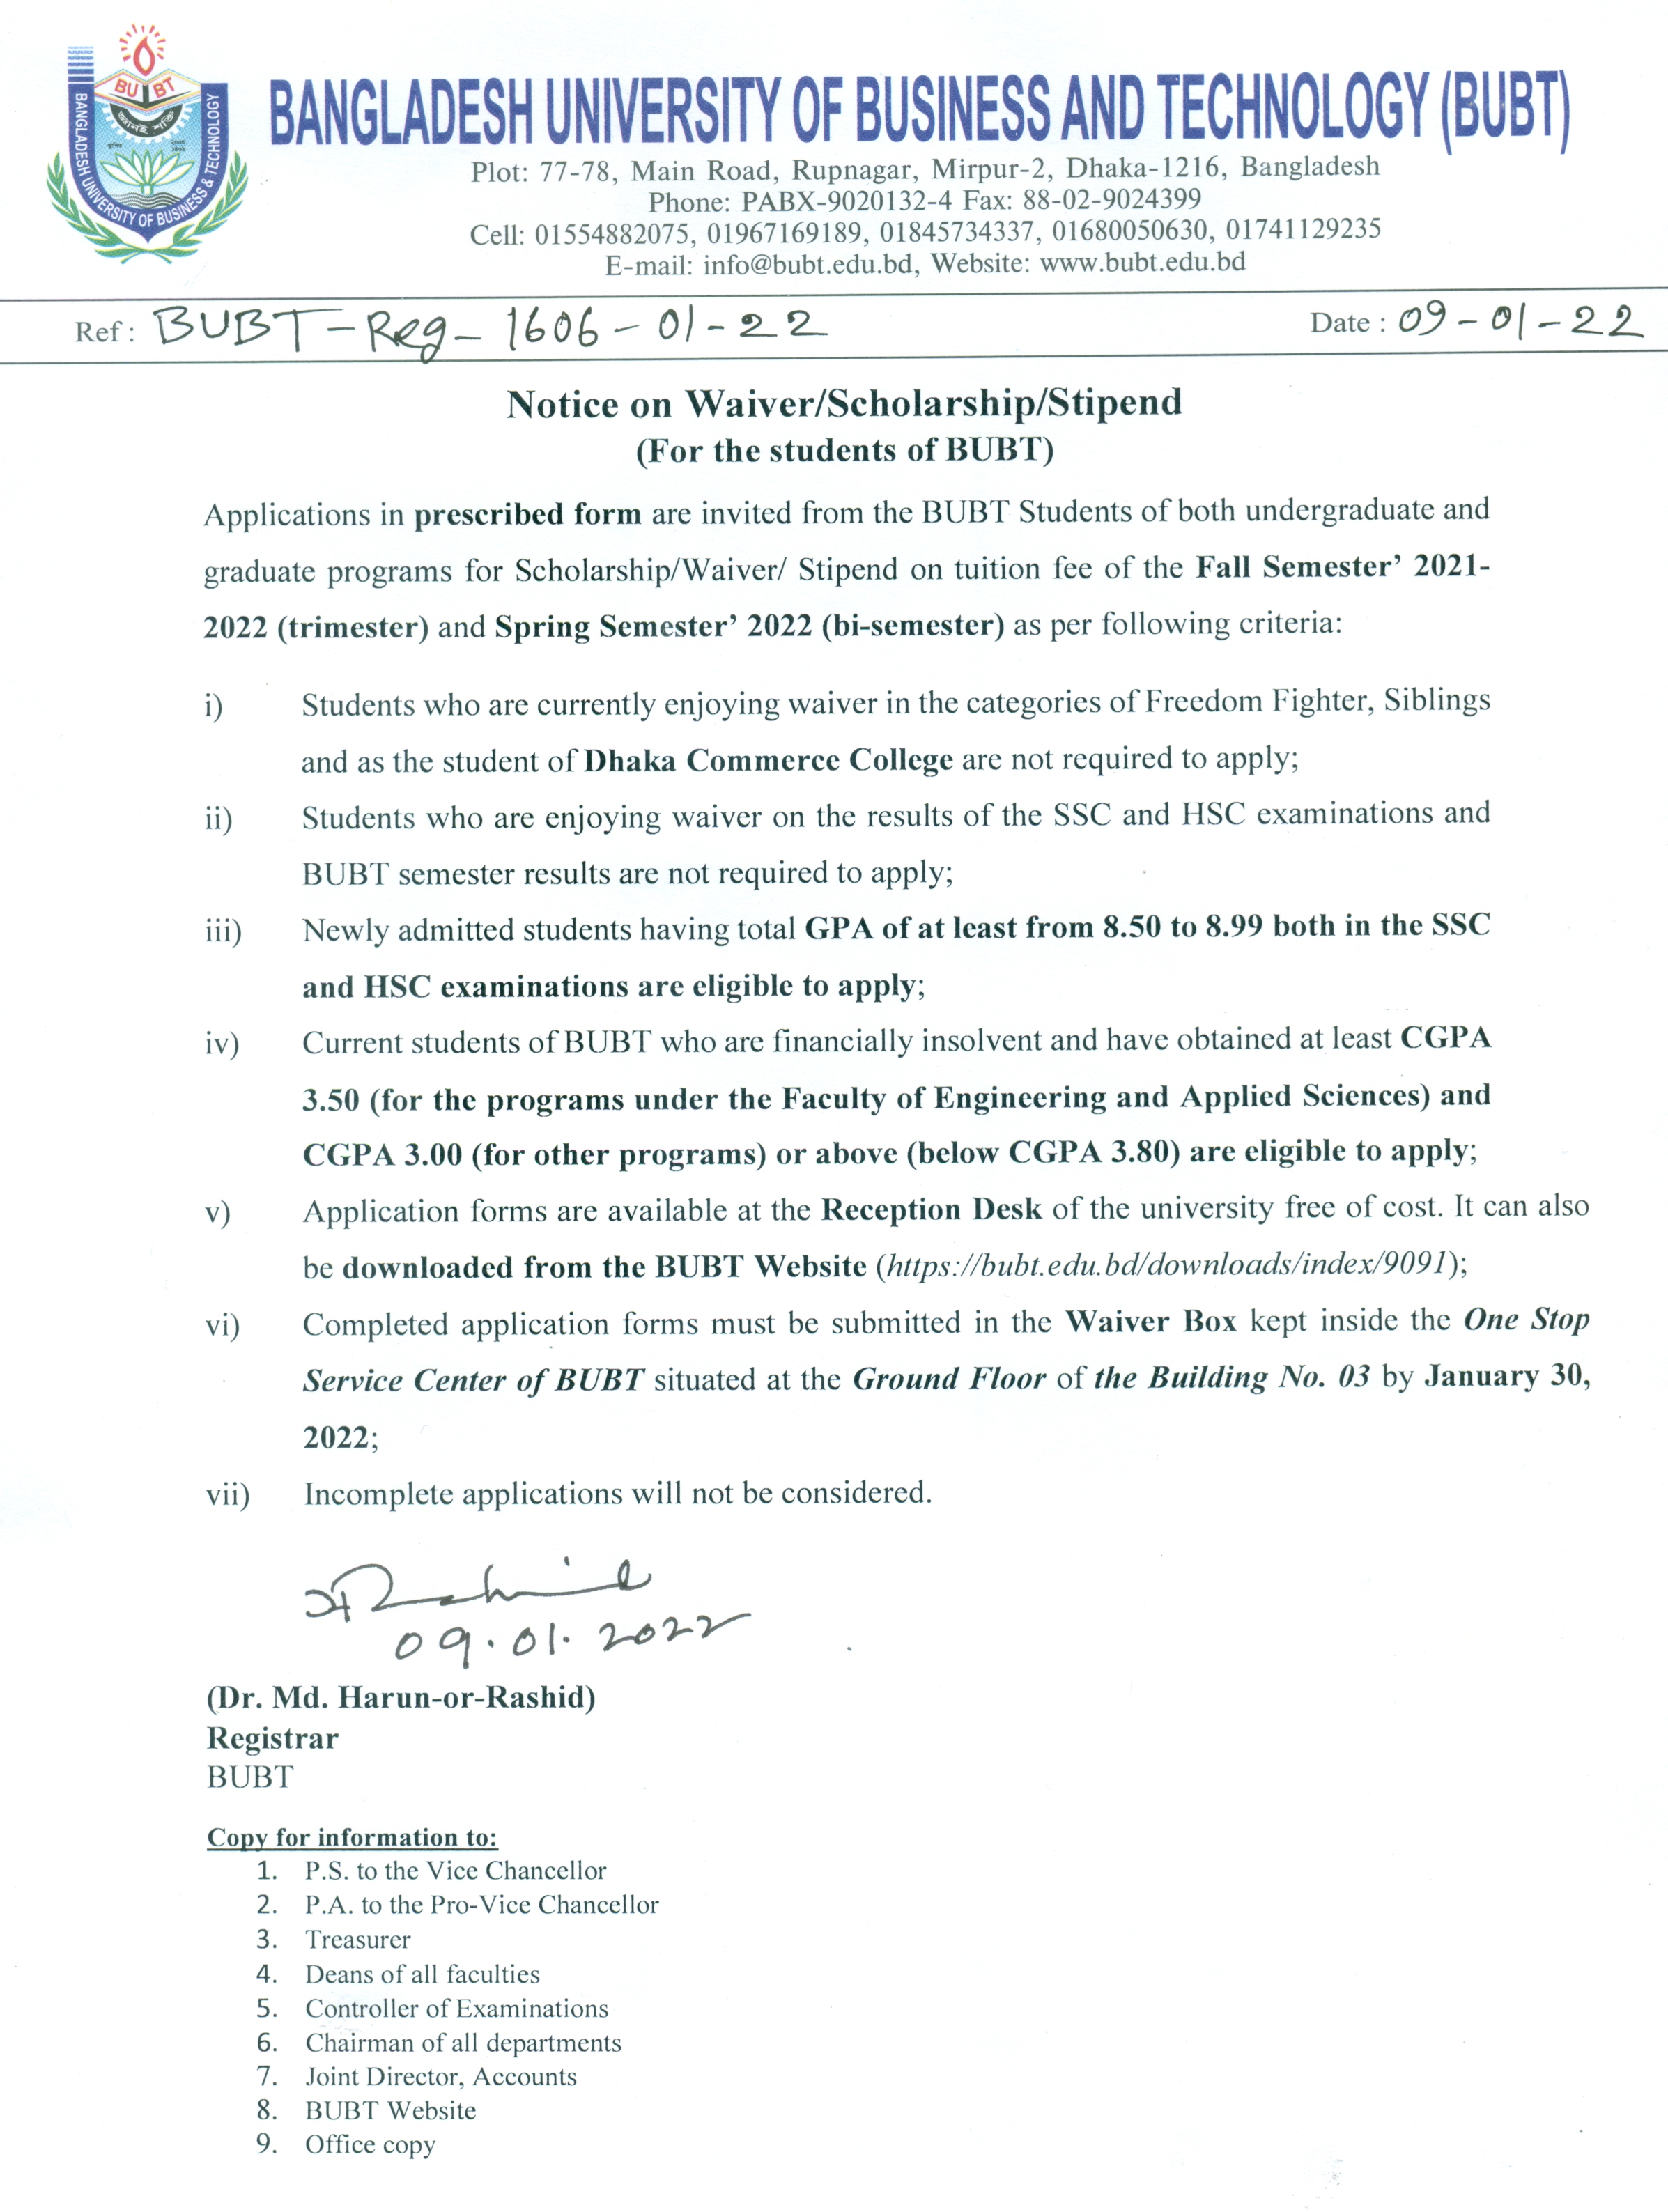 BU BT
জ্ঞানই শক্তি
BANGLADESH UNIVERSITY OF BUSINESS & TECHNOLOGY
BANGLADESH UNIVERSITY OF BUSINESS AND TECHNOLOGY (BUBT)
Plot: 77-78, Main Road, Rupnagar, Mirpur-2, Dhaka-1216, Bangladesh
Phone: PABX-9020132-4 Fax: 88-02-9024399
Cell: 01554882075, 01967169189, 01845734337, 01680050630, 01741129235
E-mail: info@bubt.edu.bd, Website: www.bubt.edu.bd
Ref : BUBT-Reg-1606-01-22 Date : 09-01-22
Notice on Waiver/Scholarship/Stipend
(For the students of BUBT)
Applications in prescribed form are invited from the BUBT Students of both undergraduate and
graduate programs for Scholarship/Waiver/ Stipend on tuition fee of the Fall Semester’ 2021-
2022 (trimester) and Spring Semester’ 2022 (bi-semester) as per following criteria:
i) Students who are currently enjoying waiver in the categories of Freedom Fighter, Siblings
and as the student of Dhaka Commerce College are not required to apply;
ii) Students who are enjoying waiver on the results of the SSC and HSC examinations and
BUBT semester results are not required to apply;
iii) Newly admitted students having total GPA of at least from 8.50 to 8.99 both in the SSC
and HSC examinations are eligible to apply;
iv) Current students of BUBT who are financially insolvent and have obtained at least CGPA
3.50 (for the programs under the Faculty of Engineering and Applied Sciences) and
CGPA 3.00 (for other programs) or above (below CGPA 3.80) are eligible to apply;
v) Application forms are available at the Reception Desk of the university free of cost. It can also
be downloaded from the BUBT Website (https://bubt.edu.bd/downloads/index/9091);
vi) Completed application forms must be submitted in the Waiver Box kept inside the One Stop
Service Center of BUBT situated at the Ground Floor of the Building No. 03 by January 30,
2022;
vii) Incomplete applications will not be considered.
09.01.2022
(Dr. Md. Harun-or-Rashid)
Registrar
BUBT
Copy for information to:
1. P.S. to the Vice Chancellor
2. P.A. to the Pro-Vice Chancellor
3. Treasurer
4. Deans of all faculties
5. Controller of Examinations
6. Chairman of all departments
7. Joint Director, Accounts
8. BUBT Website
9. Office copy